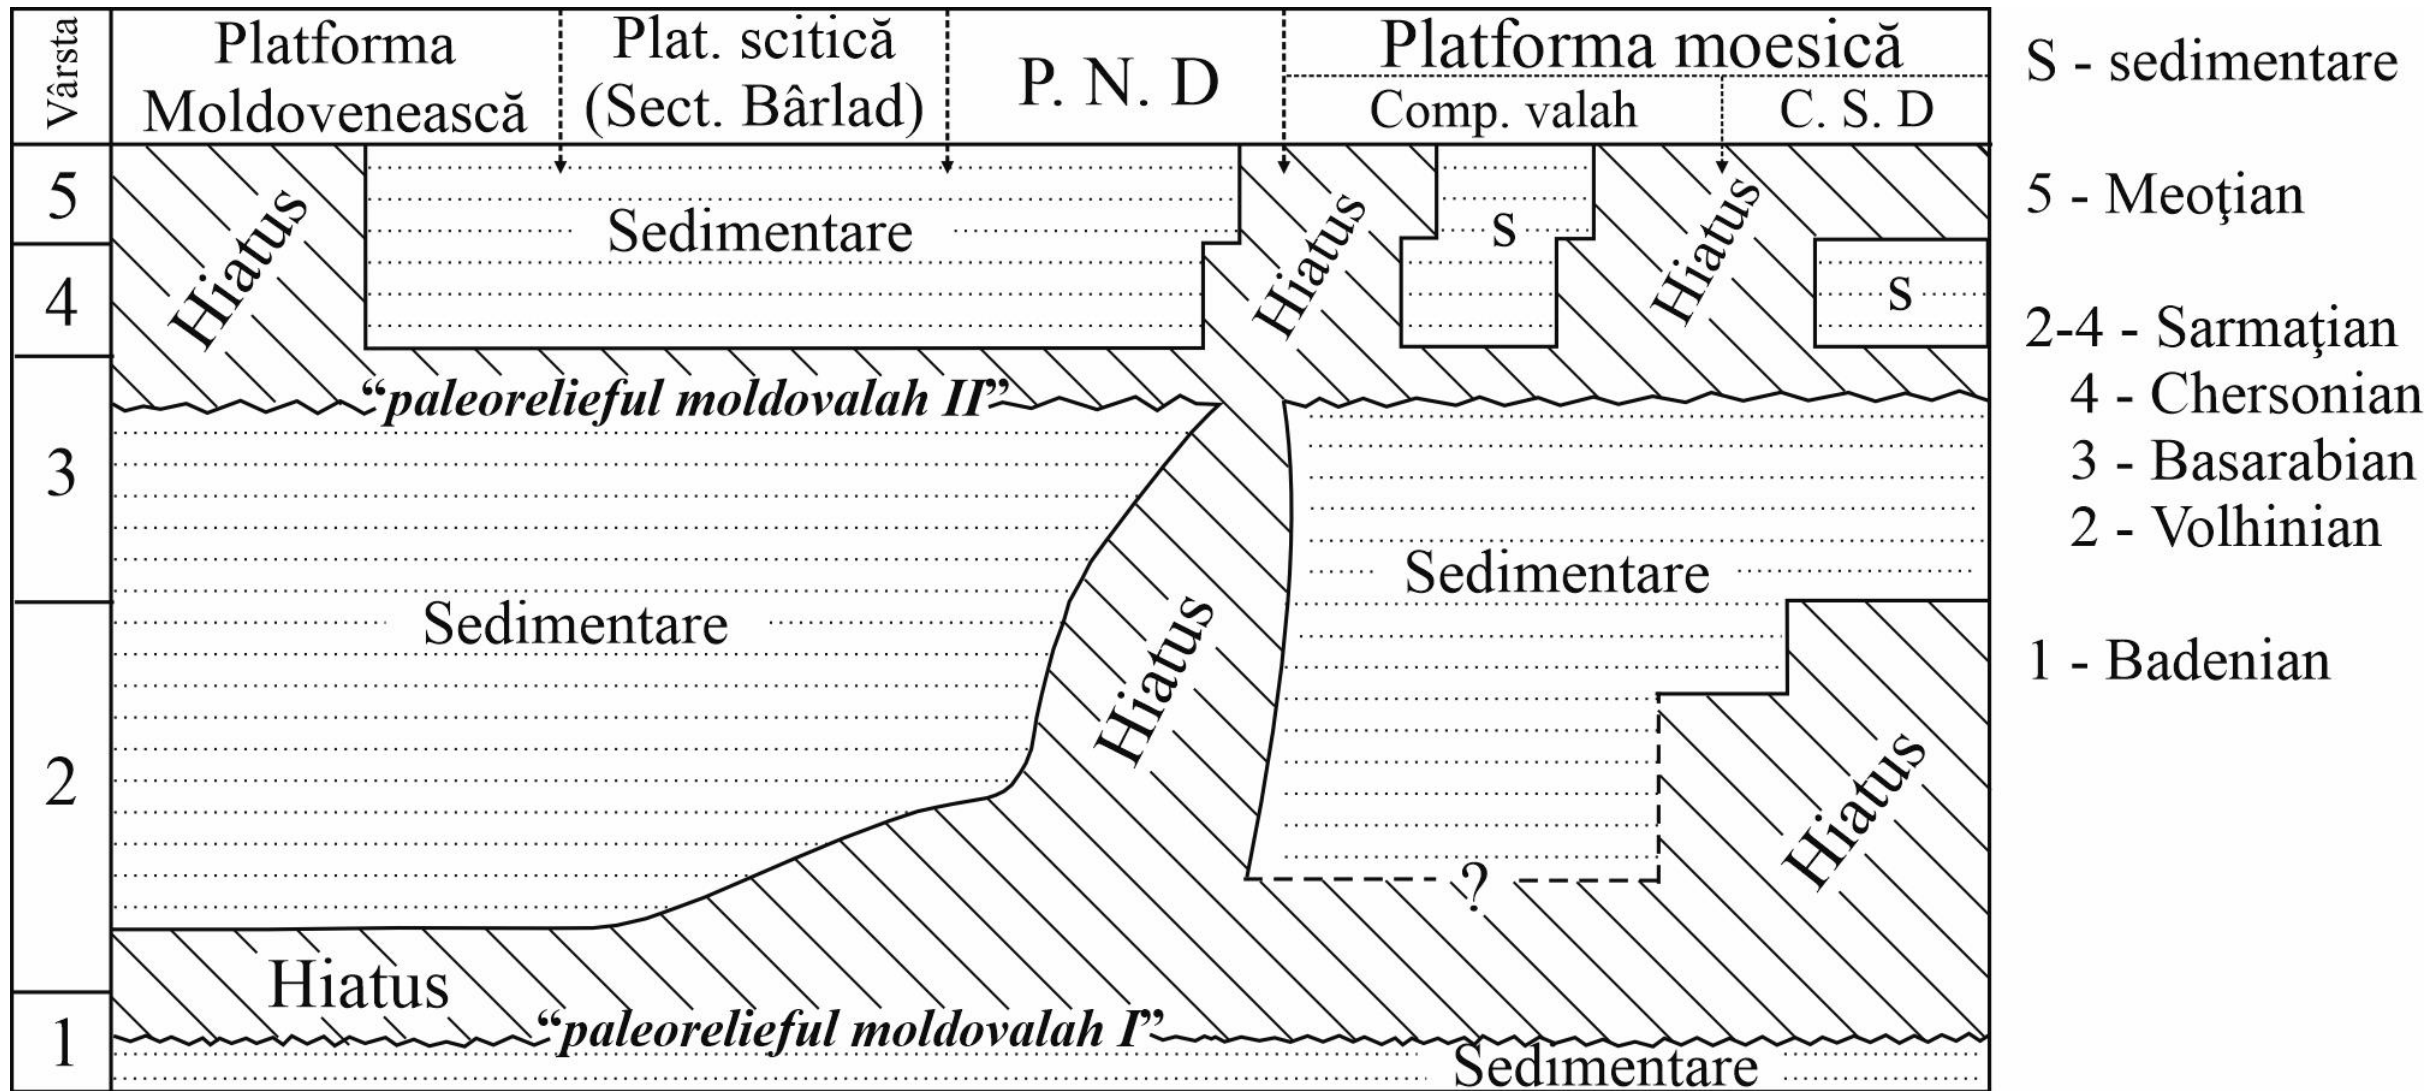 Vârsta
Platforma
Moldovenească
Plat. scitică
(Sect. Bârlad)
P. N. D
Platforma moesică
Comp. valah
C. S. D
5
4
3
2
1
Hiatus
Sedimentare
Hiatus
s
Hiatus
s
“paleorelieful moldovalah II”
Sedimentare
Hiatus
Sedimentare
Hiatus
?
Hiatus
“paleorelieful moldovalah I”
Sedimentare
S - sedimentare
5 - Meoţian
2-4 - Sarmaţian
4 - Chersonian
3 - Basarabian
2 - Volhinian
1 - Badenian